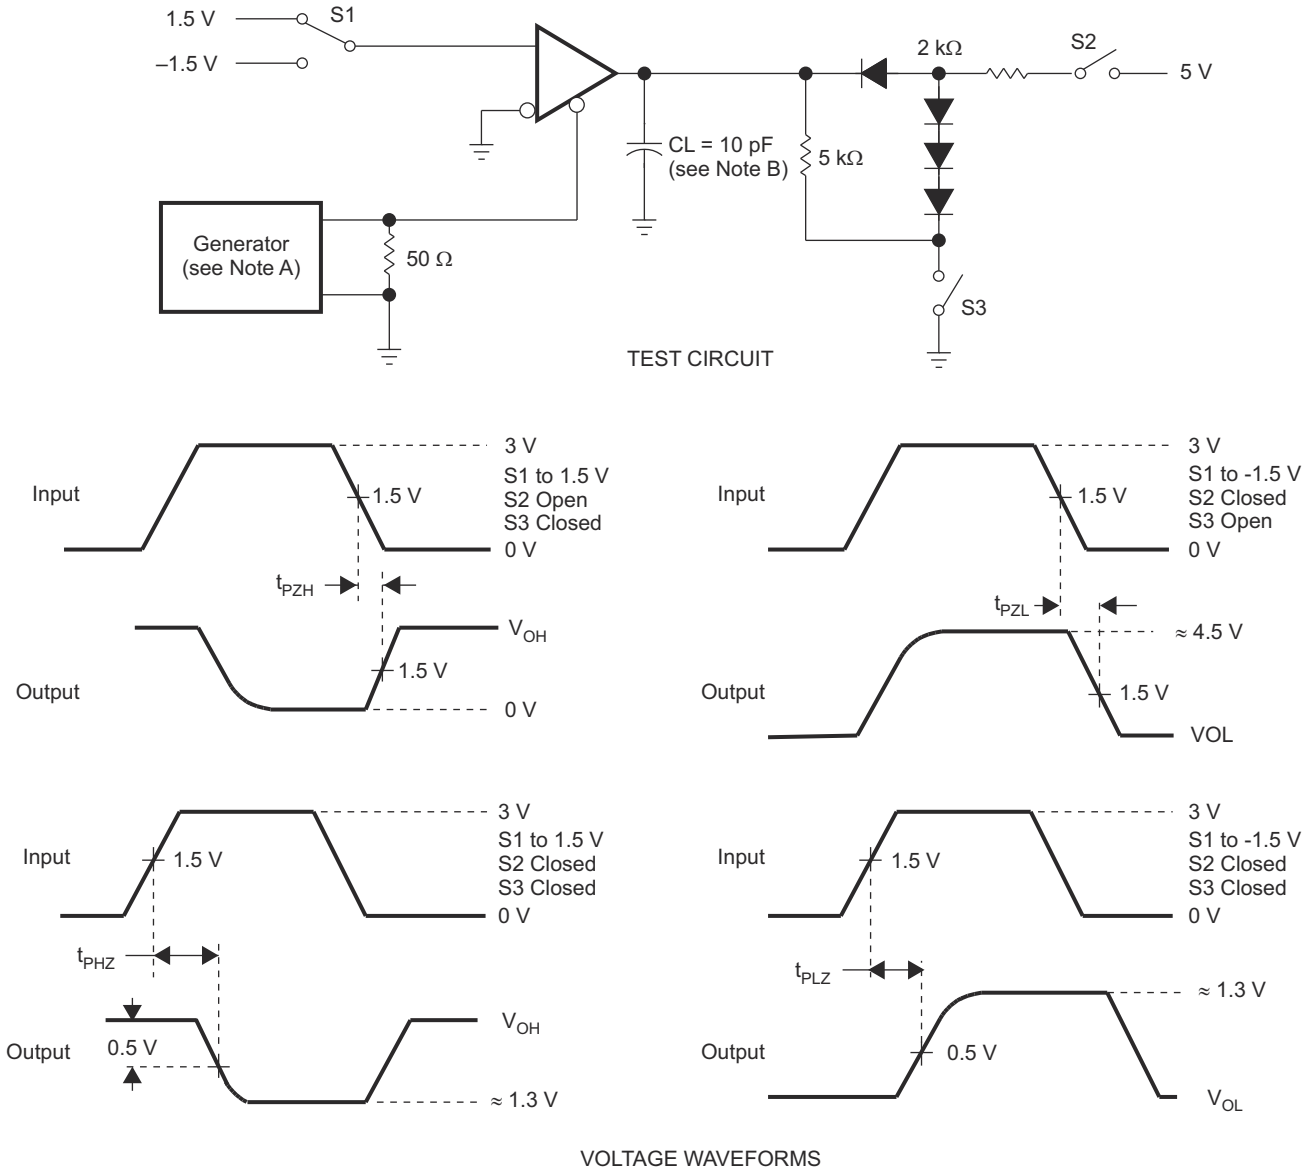 1.5 V
S1
–1.5 V
2 kΩ
S2
5 V
CL = 10 pF
(see Note B)
5 kΩ
Generator
(see Note A)
50 Ω
S3
TEST CIRCUIT
Input
3 V
S1 to 1.5 V
S2 Open
S3 Closed
1.5 V
0 V
tPZH
VOH
1.5 V
Output
0 V
Input
3 V
S1 to -1.5 V
S2 Closed
S3 Open
1.5 V
0 V
tPZL
≈ 4.5 V
Output
1.5 V
VOL
Input
3 V
S1 to 1.5 V
S2 Closed
S3 Closed
1.5 V
0 V
tPHZ
VOH
Output
0.5 V
≈ 1.3 V
Input
3 V
S1 to -1.5 V
S2 Closed
S3 Closed
1.5 V
0 V
tPLZ
≈ 1.3 V
Output
0.5 V
VOL
VOLTAGE WAVEFORMS